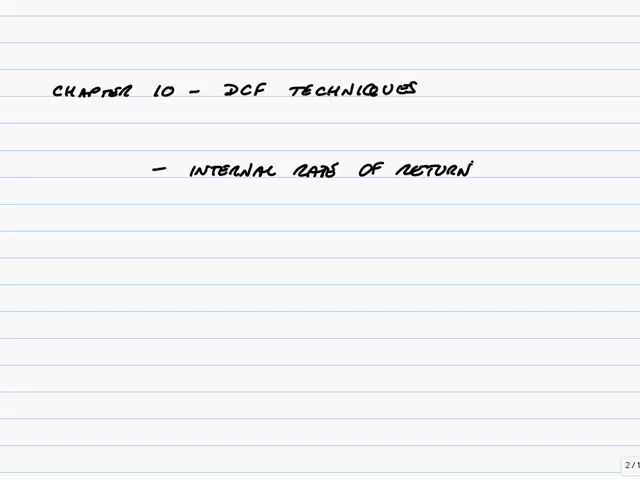 CHAPTER 10 - DCF TECHNIQUES
- INTERNAL RATE OF RETURN
2/1